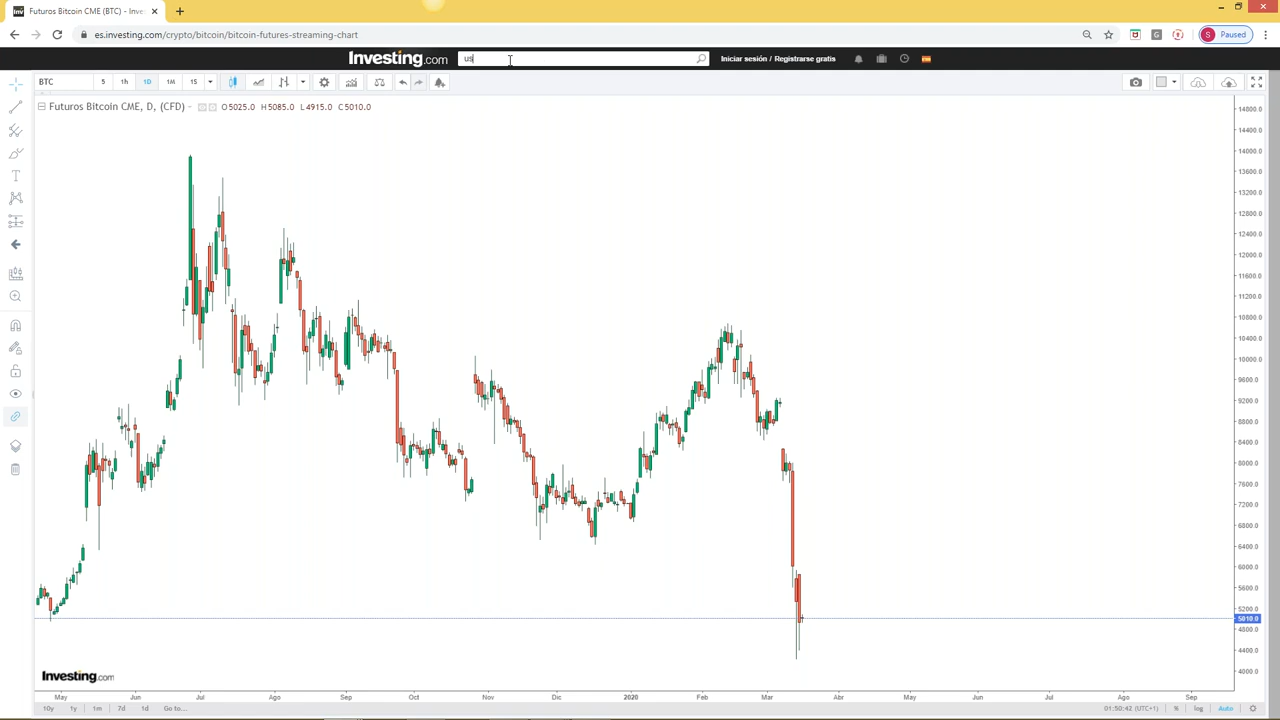 Futuros Bitcoin CME (BTC) - Inve
es.investing.com/crypto/bitcoin/bitcoin-futures-streaming-chart
S Paused
Investing.com
us
Iniciar sesión / Registrarse gratis
BTC 5 1h 1D 1M 15
Futuros Bitcoin CME, D, (CFD)
O5025.0 H5085.0 L4915.0 C5010.0
14800.0
14400.0
14000.0
13600.0
13200.0
12800.0
12400.0
12000.0
11600.0
11200.0
10800.0
10400.0
10000.0
9600.0
9200.0
8800.0
8400.0
8000.0
7600.0
7200.0
6800.0
6400.0
6000.0
5600.0
5200.0
5010.0
4800.0
4400.0
4000.0
Investing.com
May Jun Jul Ago Sep Oct Nov Dic 2020 Feb Mar Abr May Jun Jul Ago Sep
10y 1y 1m 7d 1d Go to...
01:50:42 (UTC+1) % log Auto